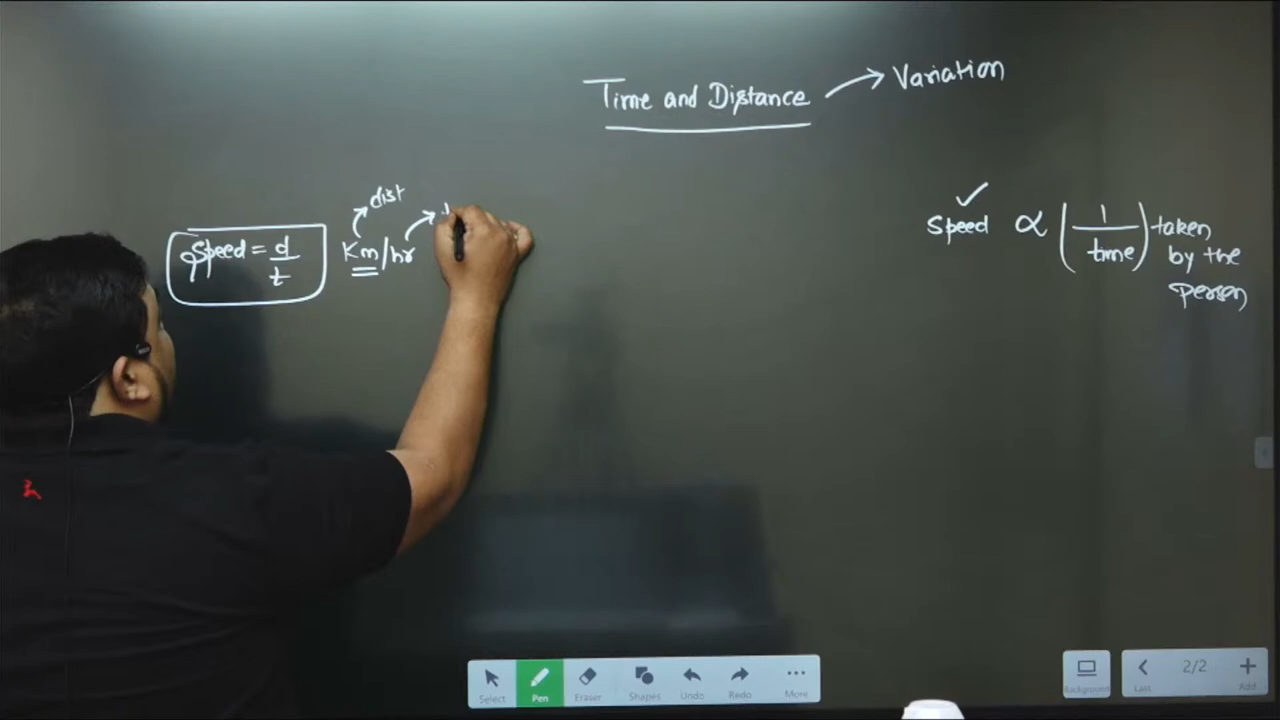 Time and Distance → Variation
Speed = d/t
Km/hr
dist
Speed ∝ (1/time) taken
by the
person
Select
Pen
Eraser
Shapes
Undo
Redo
More
Background
Last
2/2
Add